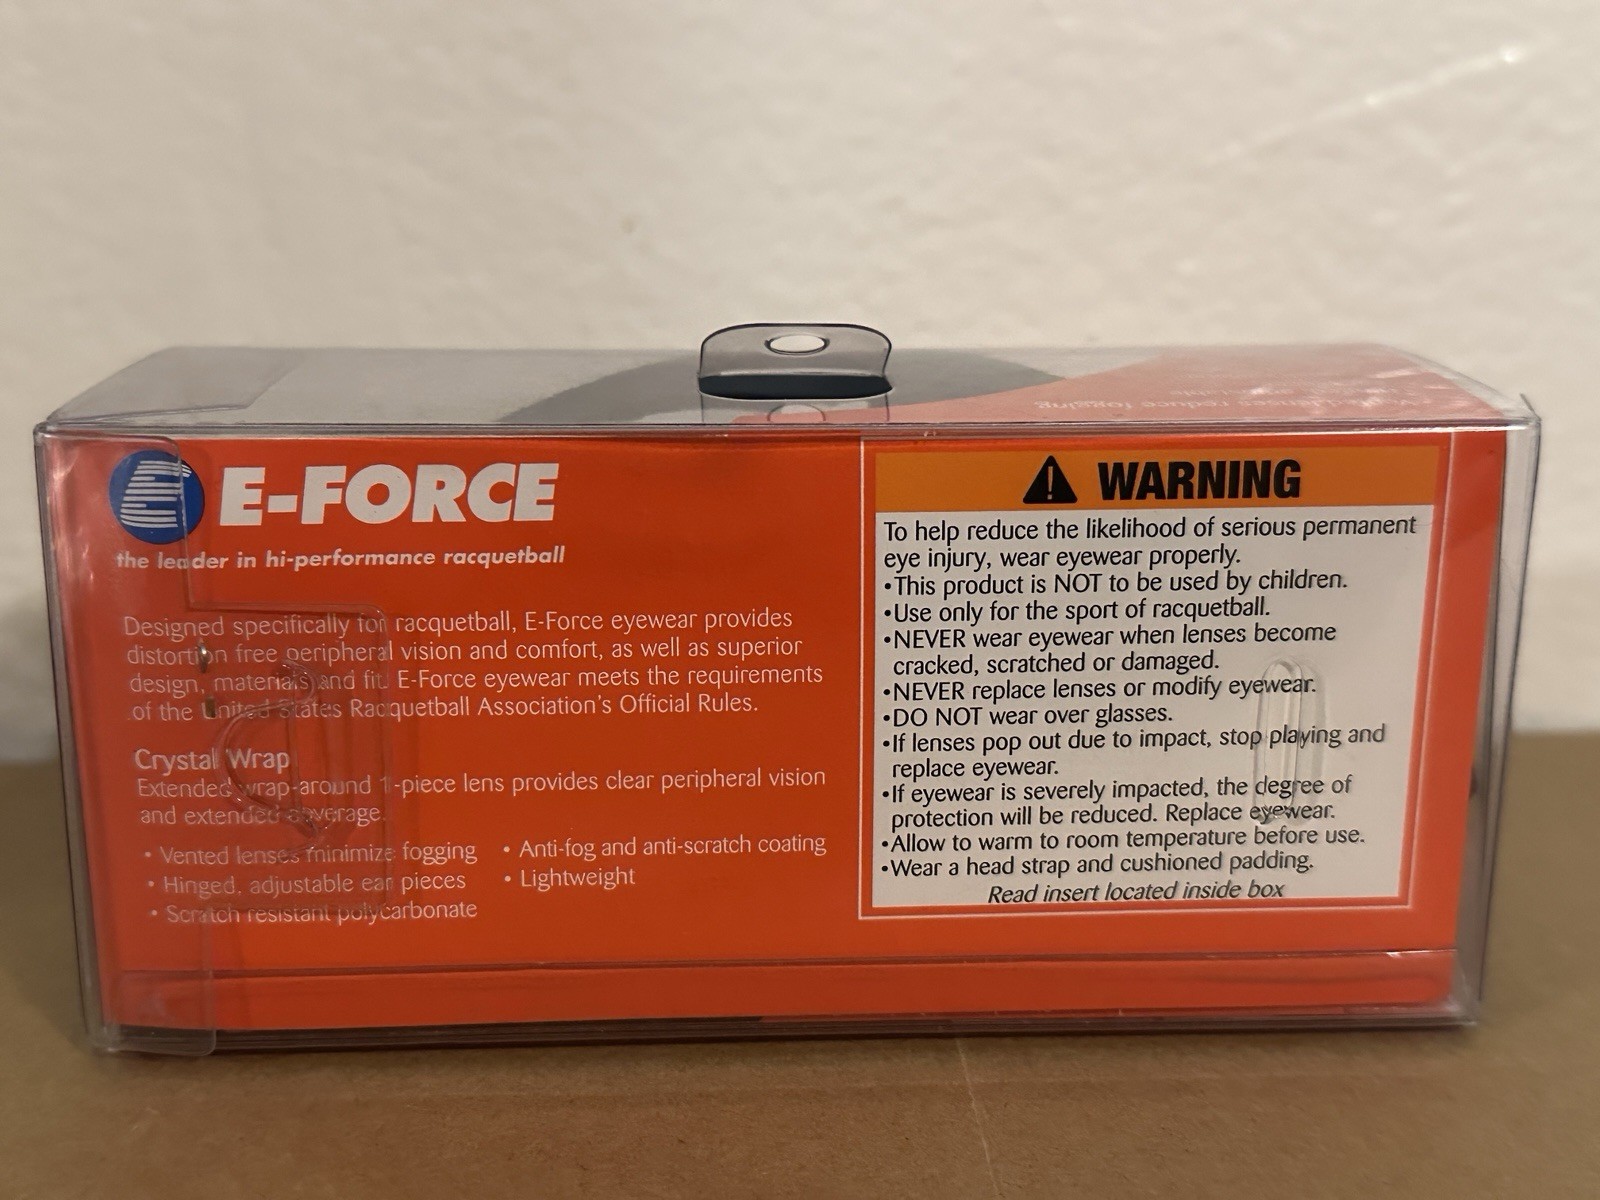 E-FORCE
the leader in hi-performance racquetball
Designed specifically for racquetball, E-Force eyewear provides
distortion free peripheral vision and comfort, as well as superior
design, materials and fit. E-Force eyewear meets the requirements
of the United States Racquetball Association's Official Rules.
Crystal Wrap
Extended wrap-around 1-piece lens provides clear peripheral vision
and extended coverage.
• Vented lenses minimize fogging
• Hinged, adjustable ear pieces
• Scratch resistant polycarbonate
• Anti-fog and anti-scratch coating
• Lightweight
WARNING
To help reduce the likelihood of serious permanent
eye injury, wear eyewear properly.
•This product is NOT to be used by children.
•Use only for the sport of racquetball.
•NEVER wear eyewear when lenses become
cracked, scratched or damaged.
•NEVER replace lenses or modify eyewear.
•DO NOT wear over glasses.
•If lenses pop out due to impact, stop playing and
replace eyewear.
•If eyewear is severely impacted, the degree of
protection will be reduced. Replace eyewear.
•Allow to warm to room temperature before use.
•Wear a head strap and cushioned padding.
Read insert located inside box
lenses reduce fogging